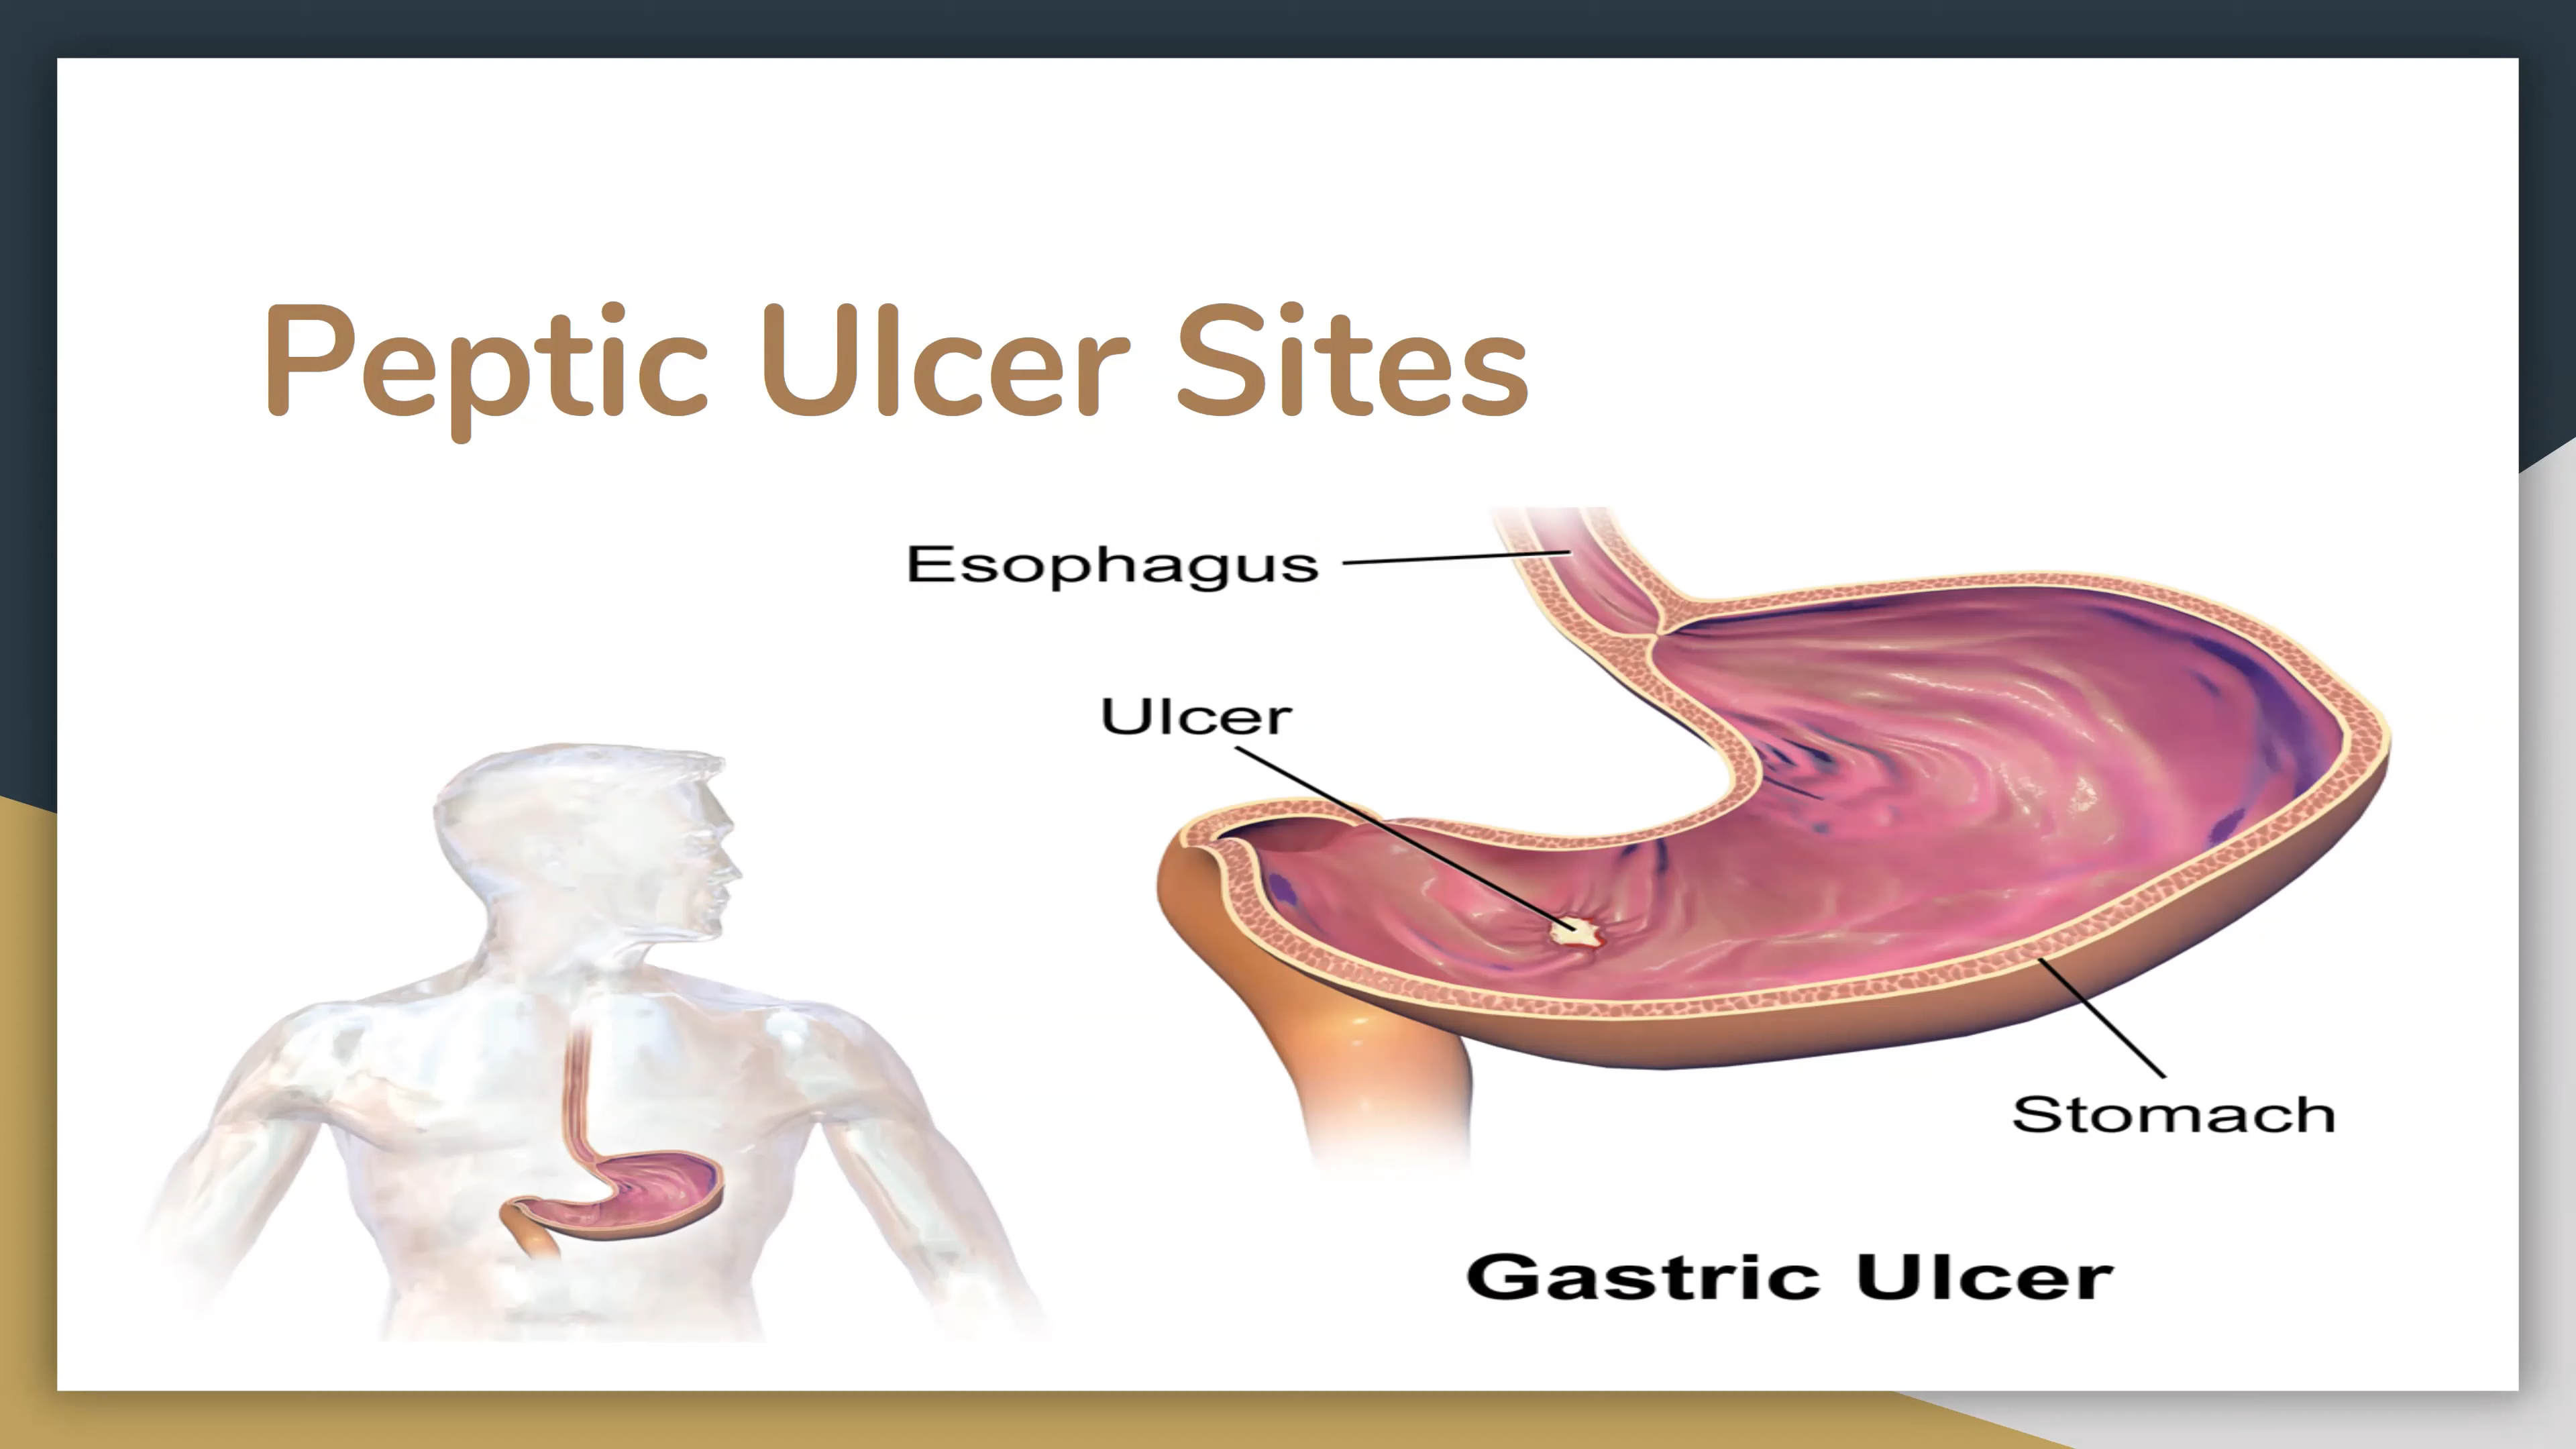 Peptic Ulcer Sites
Esophagus
Ulcer
Stomach
Gastric Ulcer